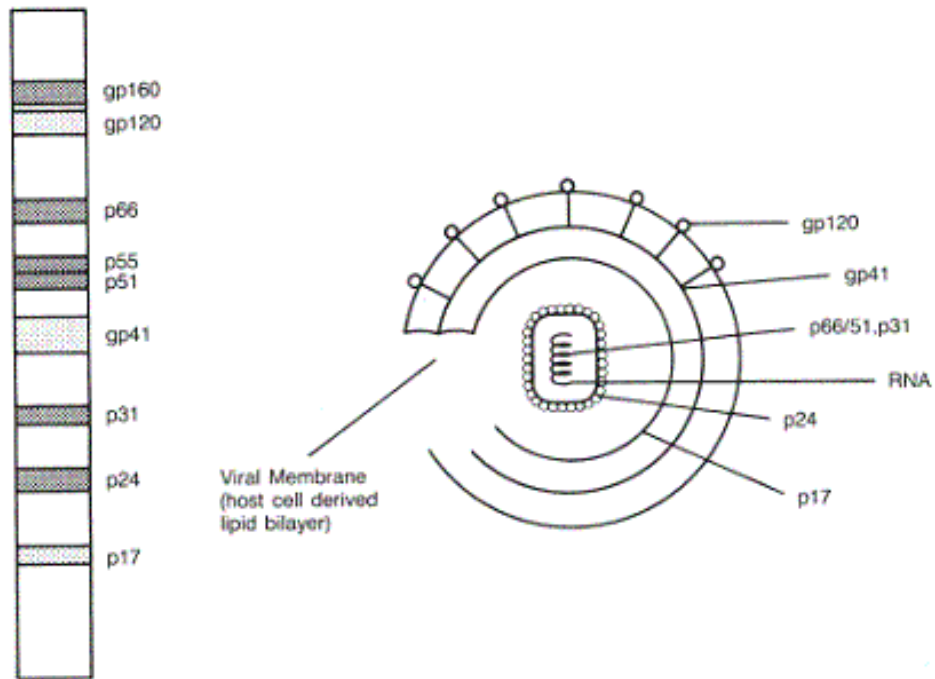 gp160
gp120
p66
p55
p51
gp41
p31
p24
p17
gp120
gp41
p66/51,p31
RNA
p24
p17
Viral Membrane
(host cell derived
lipid bilayer)